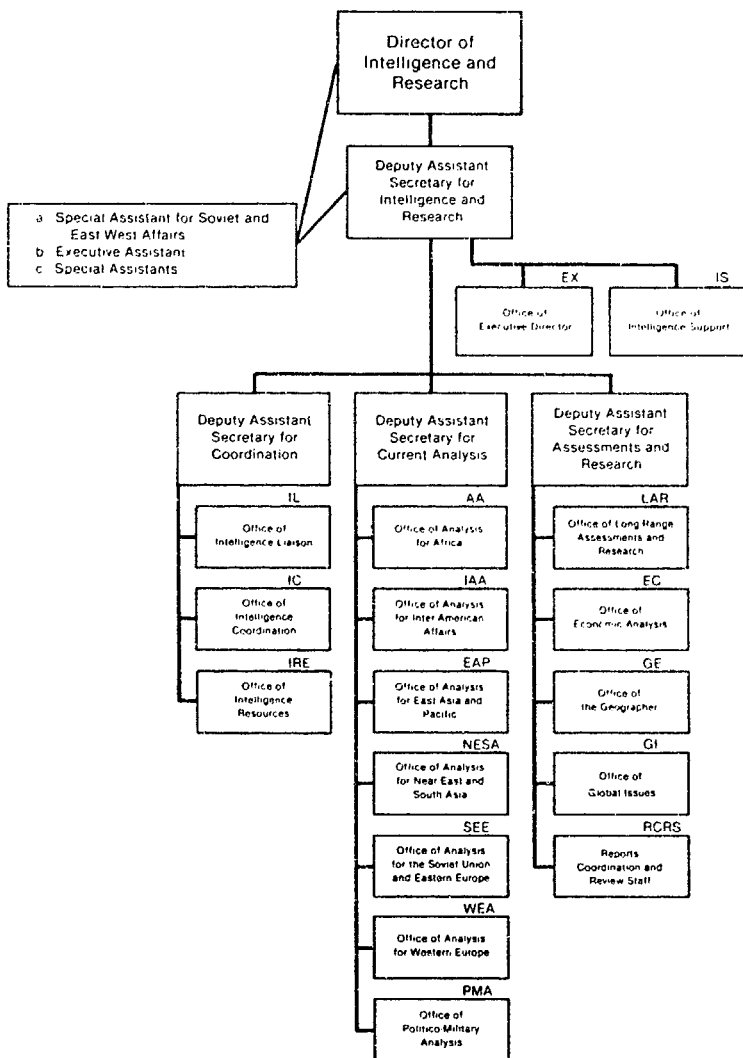 Director of
Intelligence and
Research
Deputy Assistant
Secretary for
Intelligence and
Research
a Special Assistant for Soviet and
East West Affairs
b Executive Assistant
c Special Assistants
EX
Office of
Executive Director
IS
Office of
Intelligence Support
Deputy Assistant
Secretary for
Coordination
IL
Office of
Intelligence Liaison
IC
Office of
Intelligence
Coordination
IRE
Office of
Intelligence
Resources
Deputy Assistant
Secretary for
Current Analysis
AA
Office of Analysis
for Africa
IAA
Office of Analysis
for Inter American
Affairs
EAP
Office of Analysis
for East Asia and
Pacific
NESA
Office of Analysis
for Near East and
South Asia
SEE
Office of Analysis
for the Soviet Union
and Eastern Europe
WEA
Office of Analysis
for Western Europe
PMA
Office of
Politico-Military
Analysis
Deputy Assistant
Secretary for
Assessments and
Research
LAR
Office of Long Range
Assessments and
Research
EC
Office of
Economic Analysis
GE
Office of
the Geographer
GI
Office of
Global Issues
RCRS
Reports
Coordination and
Review Staff